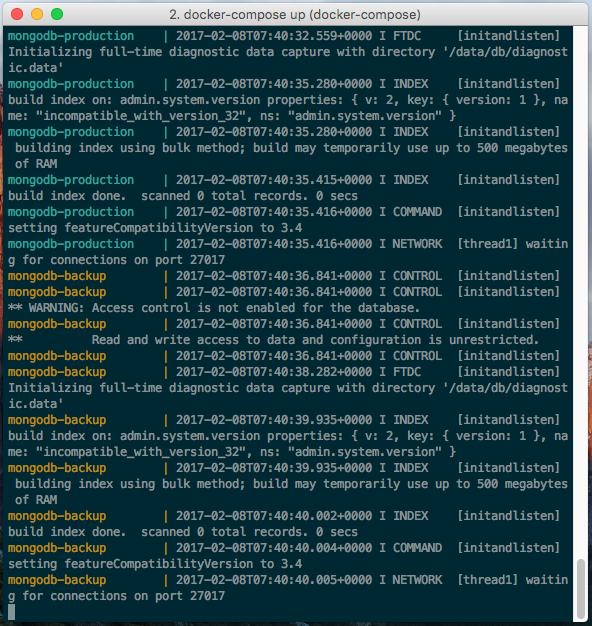 2. docker-compose up (docker-compose)
mongodb-production    | 2017-02-08T07:40:32.559+0000 I FTDC     [initandlisten]
Initializing full-time diagnostic data capture with directory '/data/db/diagnost
ic.data'
mongodb-production    | 2017-02-08T07:40:35.280+0000 I INDEX    [initandlisten]
build index on: admin.system.version properties: { v: 2, key: { version: 1 }, na
me: "incompatible_with_version_32", ns: "admin.system.version" }
mongodb-production    | 2017-02-08T07:40:35.280+0000 I INDEX    [initandlisten]
 building index using bulk method; build may temporarily use up to 500 megabytes
 of RAM
mongodb-production    | 2017-02-08T07:40:35.415+0000 I INDEX    [initandlisten]
build index done.  scanned 0 total records. 0 secs
mongodb-production    | 2017-02-08T07:40:35.416+0000 I COMMAND  [initandlisten]
setting featureCompatibilityVersion to 3.4
mongodb-production    | 2017-02-08T07:40:35.416+0000 I NETWORK  [thread1] waitin
g for connections on port 27017
mongodb-backup        | 2017-02-08T07:40:36.841+0000 I CONTROL  [initandlisten]
mongodb-backup        | 2017-02-08T07:40:36.841+0000 I CONTROL  [initandlisten]
** WARNING: Access control is not enabled for the database.
mongodb-backup        | 2017-02-08T07:40:36.841+0000 I CONTROL  [initandlisten]
**          Read and write access to data and configuration is unrestricted.
mongodb-backup        | 2017-02-08T07:40:36.841+0000 I CONTROL  [initandlisten]
mongodb-backup        | 2017-02-08T07:40:38.282+0000 I FTDC     [initandlisten]
Initializing full-time diagnostic data capture with directory '/data/db/diagnost
ic.data'
mongodb-backup        | 2017-02-08T07:40:39.935+0000 I INDEX    [initandlisten]
build index on: admin.system.version properties: { v: 2, key: { version: 1 }, na
me: "incompatible_with_version_32", ns: "admin.system.version" }
mongodb-backup        | 2017-02-08T07:40:39.935+0000 I INDEX    [initandlisten]
 building index using bulk method; build may temporarily use up to 500 megabytes
 of RAM
mongodb-backup        | 2017-02-08T07:40:40.002+0000 I INDEX    [initandlisten]
build index done.  scanned 0 total records. 0 secs
mongodb-backup        | 2017-02-08T07:40:40.004+0000 I COMMAND  [initandlisten]
setting featureCompatibilityVersion to 3.4
mongodb-backup        | 2017-02-08T07:40:40.005+0000 I NETWORK  [thread1] waitin
g for connections on port 27017